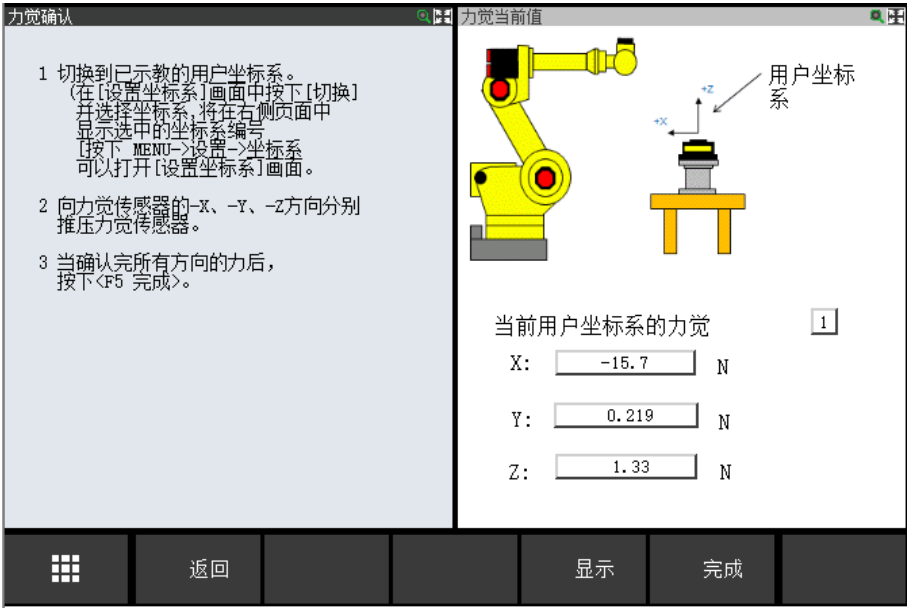 力觉确认
1 切换到已示教的用户坐标系。
(在[设置坐标系]画面中按下[切换]
并选择坐标系,将在右侧页面中
显示选中的坐标系编号
[按下 MENU->设置->坐标系
可以打开[设置坐标系]画面。
2 向力觉传感器的-X、-Y、-Z方向分别
推压力觉传感器。
3 当确认完所有方向的力后，
按下<F5 完成>。
力觉当前值
用户坐标
系
+Z
+X
当前用户坐标系的力觉 1
X: -15.7 N
Y: 0.219 N
Z: 1.33 N
返回 显示 完成